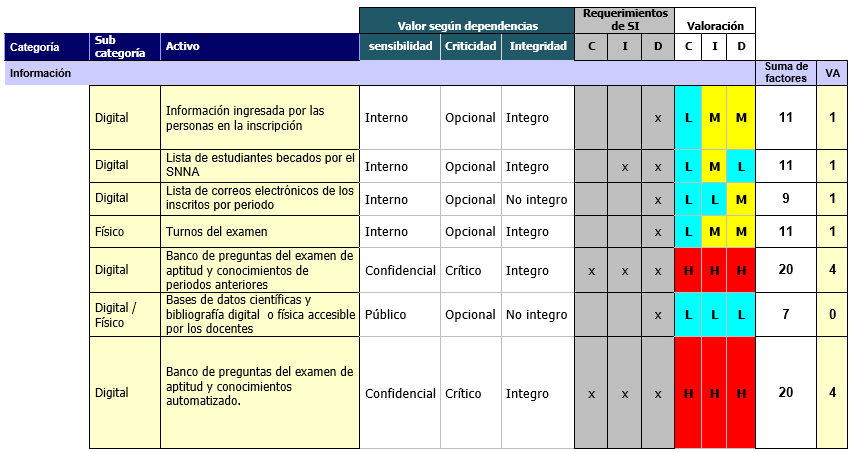 Valor según dependencias Requerimientos de SI Valoración
Categoría Sub categoría Activo sensibilidad Criticidad Integridad C I D C I D
Información Suma de factores VA
Digital Información ingresada por las personas en la inscripción Interno Opcional Integro x L M M 11 1
Digital Lista de estudiantes becados por el SNNA Interno Opcional Integro x x L M L 11 1
Digital Lista de correos electrónicos de los inscritos por periodo Interno Opcional No integro x L L M 9 1
Físico Turnos del examen Interno Opcional Integro x L M M 11 1
Digital Banco de preguntas del examen de aptitud y conocimientos de periodos anteriores Confidencial Crítico Integro x x x H H H 20 4
Digital / Físico Bases de datos científicas y bibliografía digital o física accesible por los docentes Público Opcional No integro x L L L 7 0
Digital Banco de preguntas del examen de aptitud y conocimientos automatizado. Confidencial Crítico Integro x x x H H H 20 4